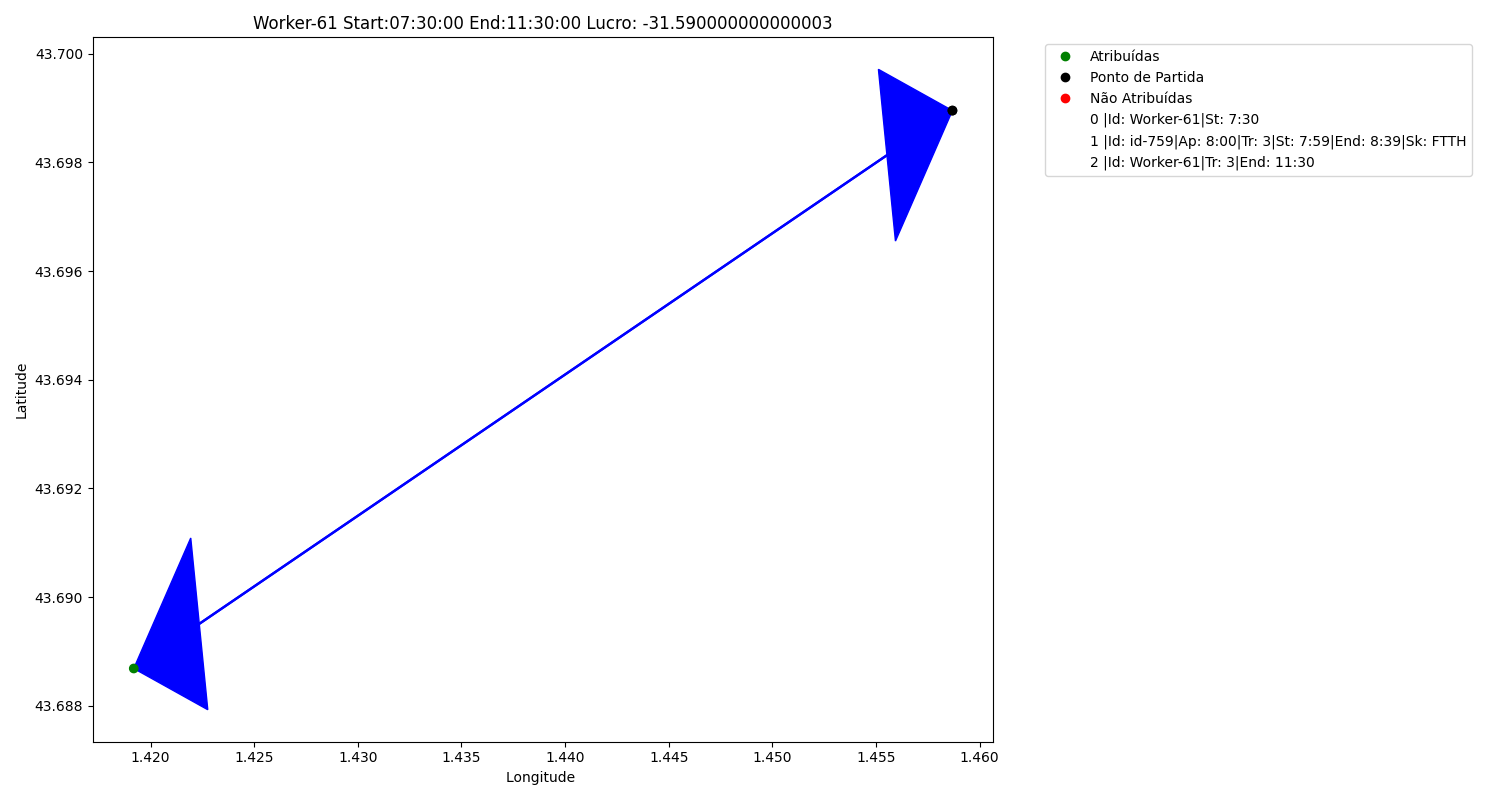 Worker-61 Start:07:30:00 End:11:30:00 Lucro: -31.590000000000003
43.700
43.698
43.696
43.694
43.692
43.690
43.688
Latitude
1.420 1.425 1.430 1.435 1.440 1.445 1.450 1.455 1.460
Longitude
Atribuídas
Ponto de Partida
Não Atribuídas
0 |Id: Worker-61|St: 7:30
1 |Id: id-759|Ap: 8:00|Tr: 3|St: 7:59|End: 8:39|Sk: FTTH
2 |Id: Worker-61|Tr: 3|End: 11:30